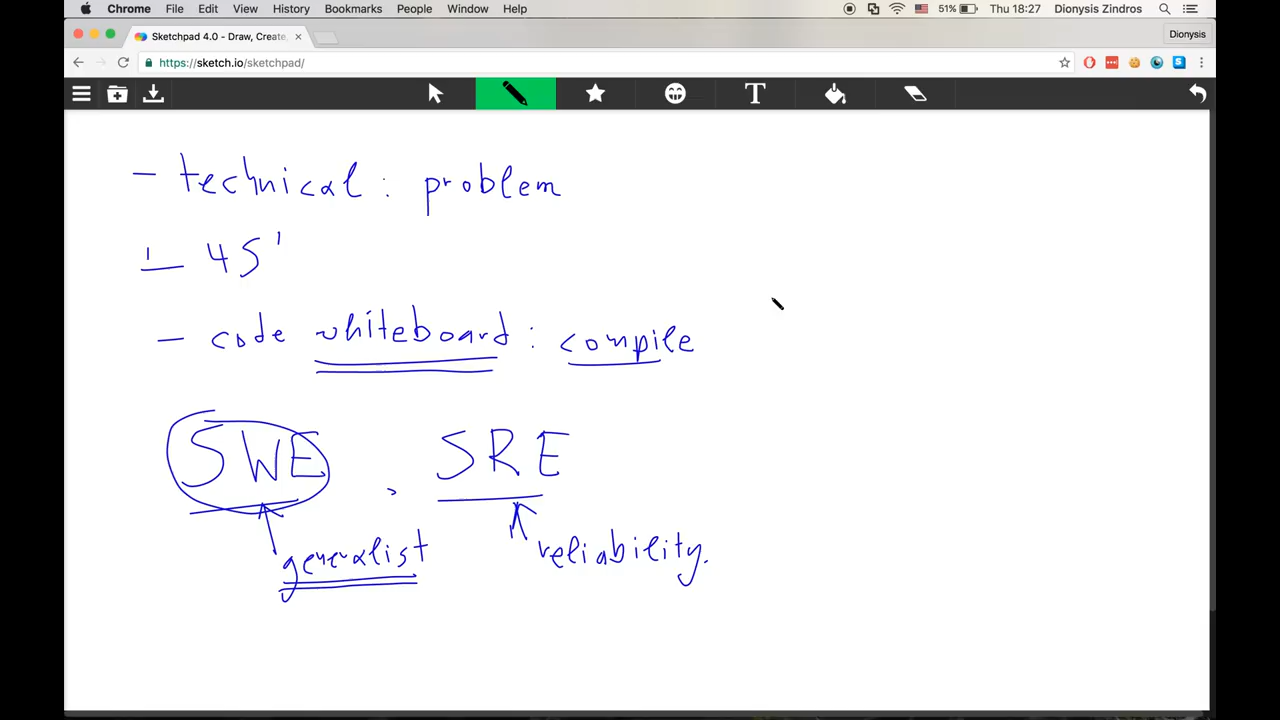 Chrome File Edit View History Bookmarks People Window Help 51% Thu 18:27 Dionysis Zindros
Sketchpad 4.0 - Draw, Create, Dionysis
https://sketch.io/sketchpad/
T
- technical: problem
- 45'
- code whiteboard: compile
SWE , SRE
generalist reliability.